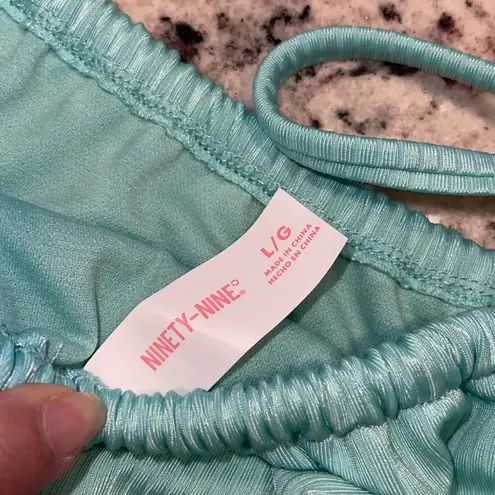 NINETY-NINE°®
L/G
MADE IN CHINA
HECHO EN CHINA